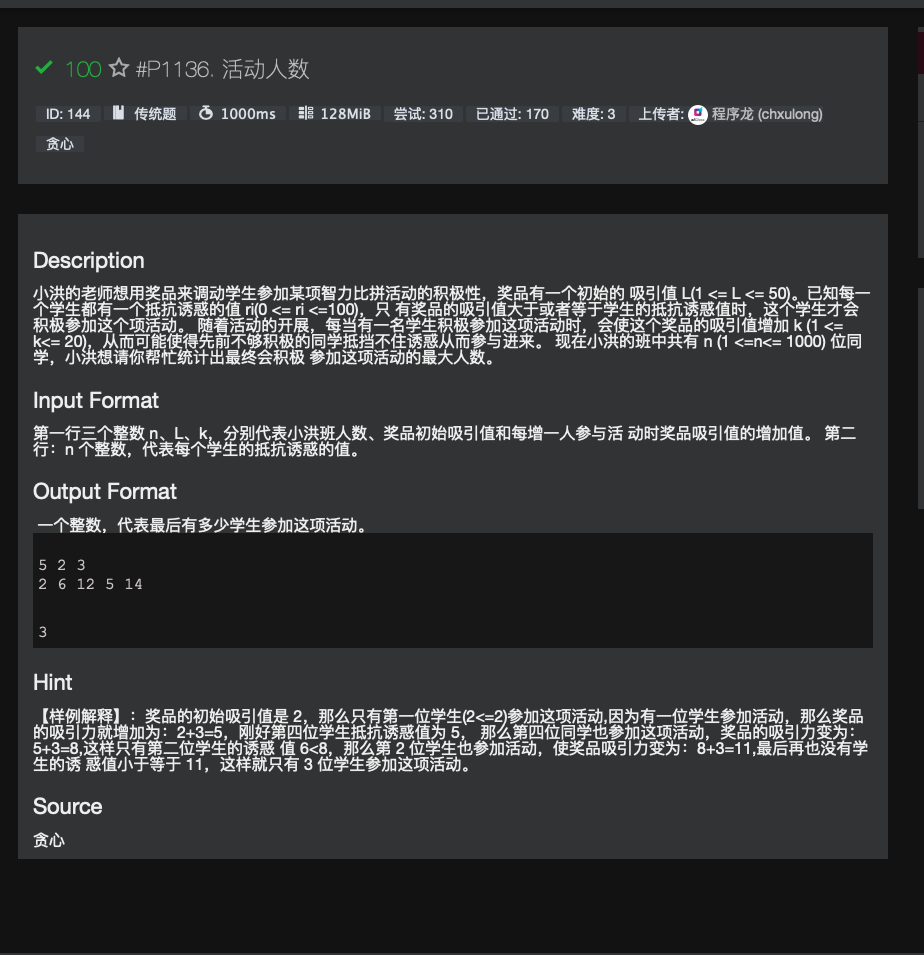 100 #P1136. 活动人数
ID: 144 传统题 1000ms 128MiB 尝试: 310 已通过: 170 难度: 3 上传者: 程序龙 (chxulong)
贪心
Description
小洪的老师想用奖品来调动学生参加某项智力比拼活动的积极性，奖品有一个初始的 吸引值 L(1 <= L <= 50)。已知每一
个学生都有一个抵抗诱惑的值 ri(0 <= ri <=100)，只 有奖品的吸引值大于或者等于学生的抵抗诱惑值时，这个学生才会
积极参加这个项活动。 随着活动的开展，每当有一名学生积极参加这项活动时，会使这个奖品的吸引值增加 k (1 <=
k<= 20)，从而可能使得先前不够积极的同学抵挡不住诱惑从而参与进来。 现在小洪的班中共有 n (1 <=n<= 1000) 位同
学，小洪想请你帮忙统计出最终会积极 参加这项活动的最大人数。
Input Format
第一行三个整数 n、L、k，分别代表小洪班人数、奖品初始吸引值和每增一人参与活 动时奖品吸引值的增加值。 第二
行：n 个整数，代表每个学生的抵抗诱惑的值。
Output Format
一个整数，代表最后有多少学生参加这项活动。
5 2 3
2 6 12 5 14
3
Hint
【样例解释】：奖品的初始吸引值是 2，那么只有第一位学生(2<=2)参加这项活动,因为有一位学生参加活动，那么奖品
的吸引力就增加为：2+3=5，刚好第四位学生抵抗诱惑值为 5， 那么第四位同学也参加这项活动，奖品的吸引力变为：
5+3=8,这样只有第二位学生的诱惑 值 6<8，那么第 2 位学生也参加活动，使奖品吸引力变为：8+3=11,最后再也没有学
生的诱 惑值小于等于 11，这样就只有 3 位学生参加这项活动。
Source
贪心